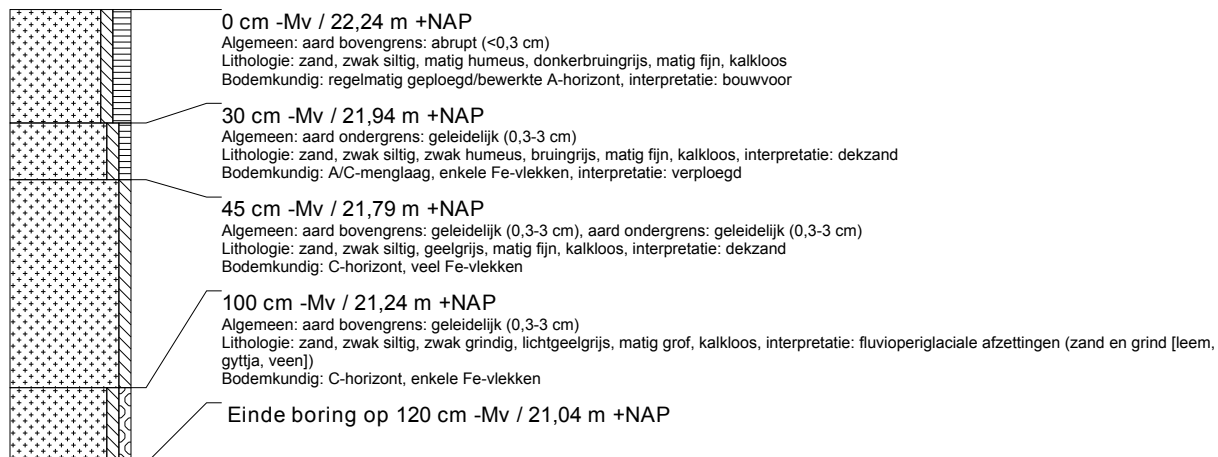 0 cm -Mv / 22,24 m +NAP
Algemeen: aard bovengrens: abrupt (<0,3 cm)
Lithologie: zand, zwak siltig, matig humeus, donkerbruingrijs, matig fijn, kalkloos
Bodemkundig: regelmatig geploegd/bewerkte A-horizont, interpretatie: bouwvoor
30 cm -Mv / 21,94 m +NAP
Algemeen: aard ondergrens: geleidelijk (0,3-3 cm)
Lithologie: zand, zwak siltig, zwak humeus, bruingrijs, matig fijn, kalkloos, interpretatie: dekzand
Bodemkundig: A/C-menglaag, enkele Fe-vlekken, interpretatie: verploegd
45 cm -Mv / 21,79 m +NAP
Algemeen: aard bovengrens: geleidelijk (0,3-3 cm), aard ondergrens: geleidelijk (0,3-3 cm)
Lithologie: zand, zwak siltig, geelgrijs, matig fijn, kalkloos, interpretatie: dekzand
Bodemkundig: C-horizont, veel Fe-vlekken
100 cm -Mv / 21,24 m +NAP
Algemeen: aard bovengrens: geleidelijk (0,3-3 cm)
Lithologie: zand, zwak siltig, zwak grindig, lichtgeelgrijs, matig grof, kalkloos, interpretatie: fluvioperiglaciale afzettingen (zand en grind [leem,
gyttja, veen])
Bodemkundig: C-horizont, enkele Fe-vlekken
Einde boring op 120 cm -Mv / 21,04 m +NAP